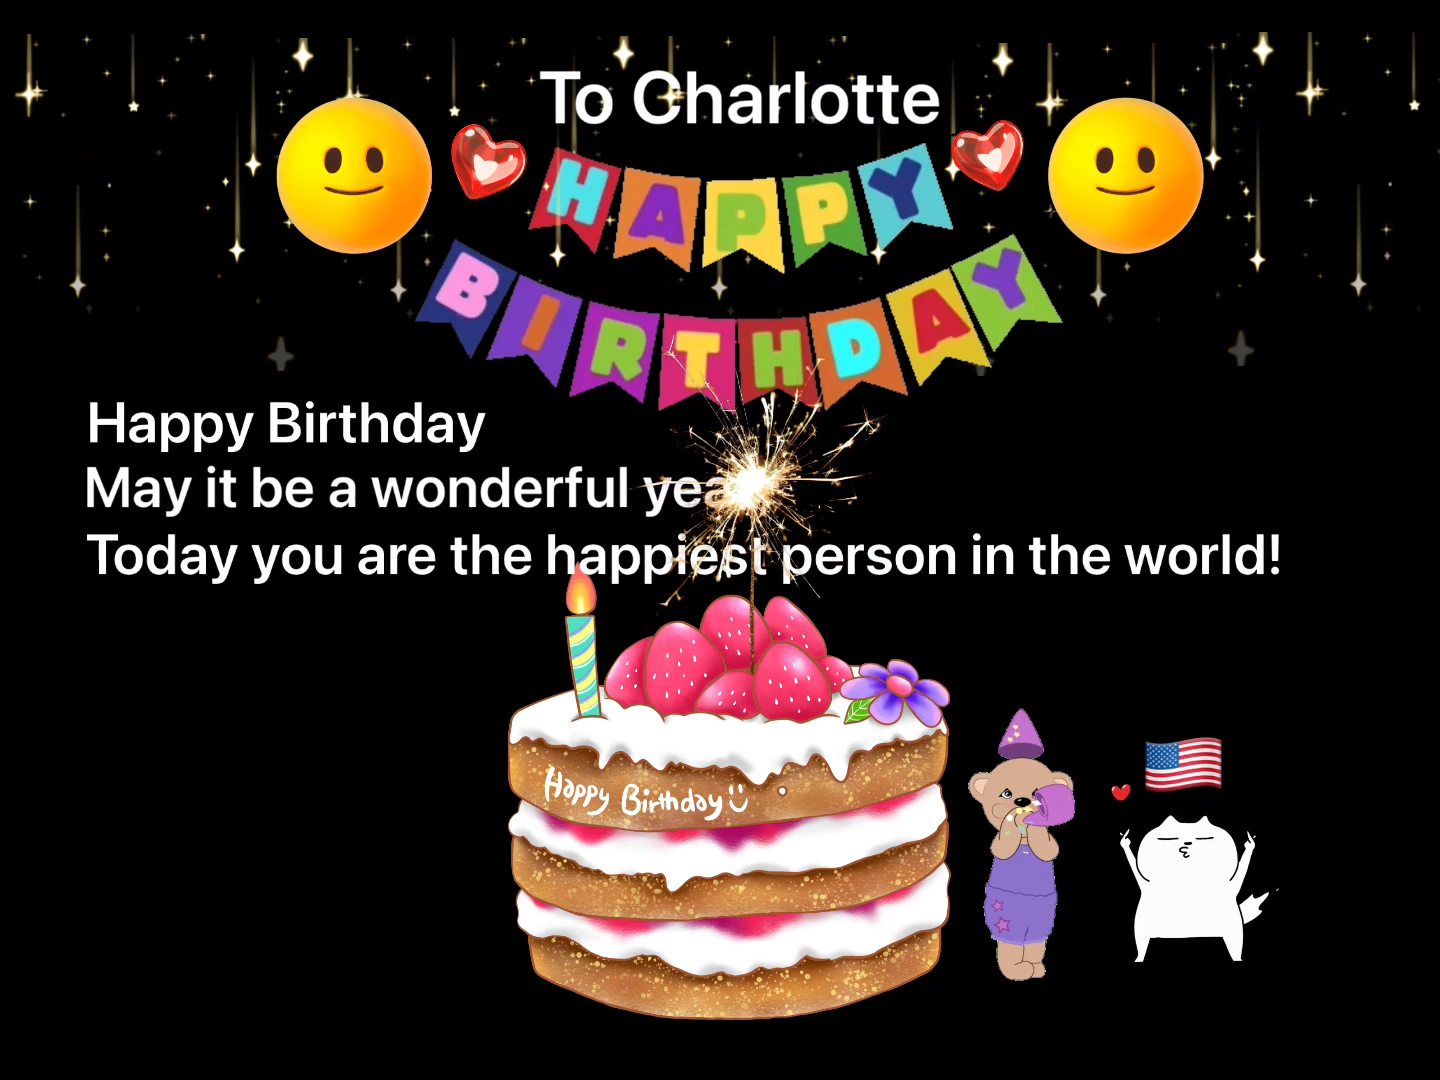 To Charlotte
HAPPY
BIRTHDAY
Happy Birthday
May it be a wonderful year
Today you are the happiest person in the world!
Happy Birthday